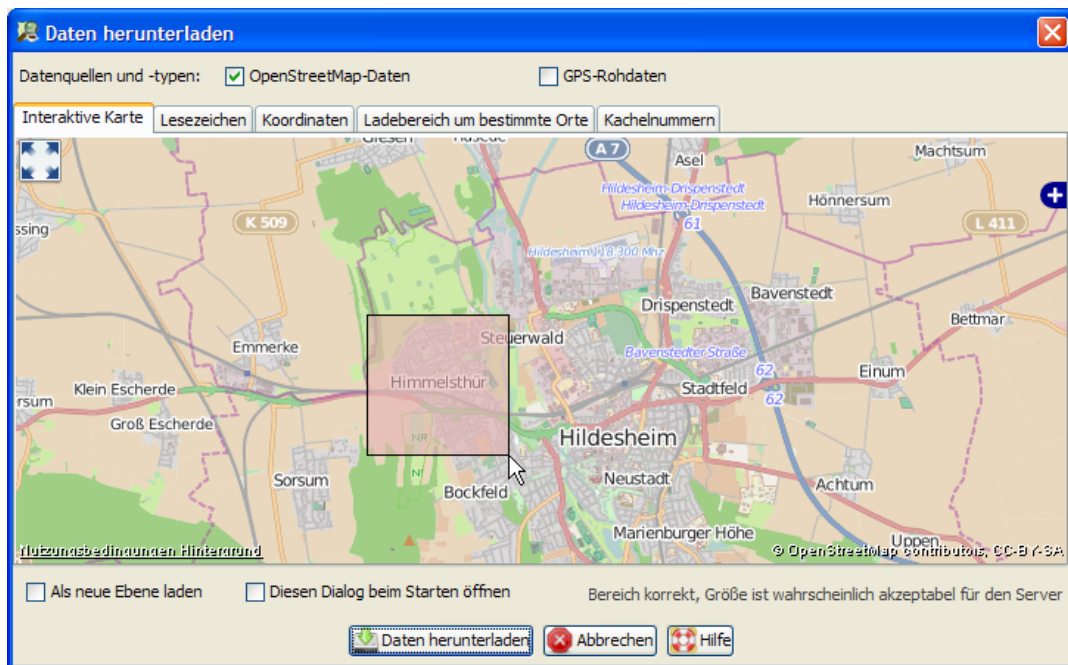 Daten herunterladen
Datenquellen und -typen: OpenStreetMap-Daten GPS-Rohdaten
Interaktive Karte Lesezeichen Koordinaten Ladebereich um bestimmte Orte Kachelnummern
A 7
Asel
Machtsum
Hildesheim-Drispenstedt
Hildesheim-Drispenstedt
61
Hönnersum
K 509
L 411
Hildesheim 118.300 Mhz
Bavenstedt
Drispenstedt
Bettmar
Steuerwald
Emmerke
Bavenstedter Straße
62
Einum
Himmelsthür
Klein Escherde
Stadtfeld
62
Groß Escherde
NR
Hildesheim
Sorsum
Neustadt
Achtum
Bockfeld
Marienburger Höhe
Uppen
Nutzungsbedingungen Hintergrund
© OpenStreetMap contributors, CC-BY-SA
Als neue Ebene laden Diesen Dialog beim Starten öffnen Bereich korrekt, Größe ist wahrscheinlich akzeptabel für den Server
Daten herunterladen Abbrechen Hilfe